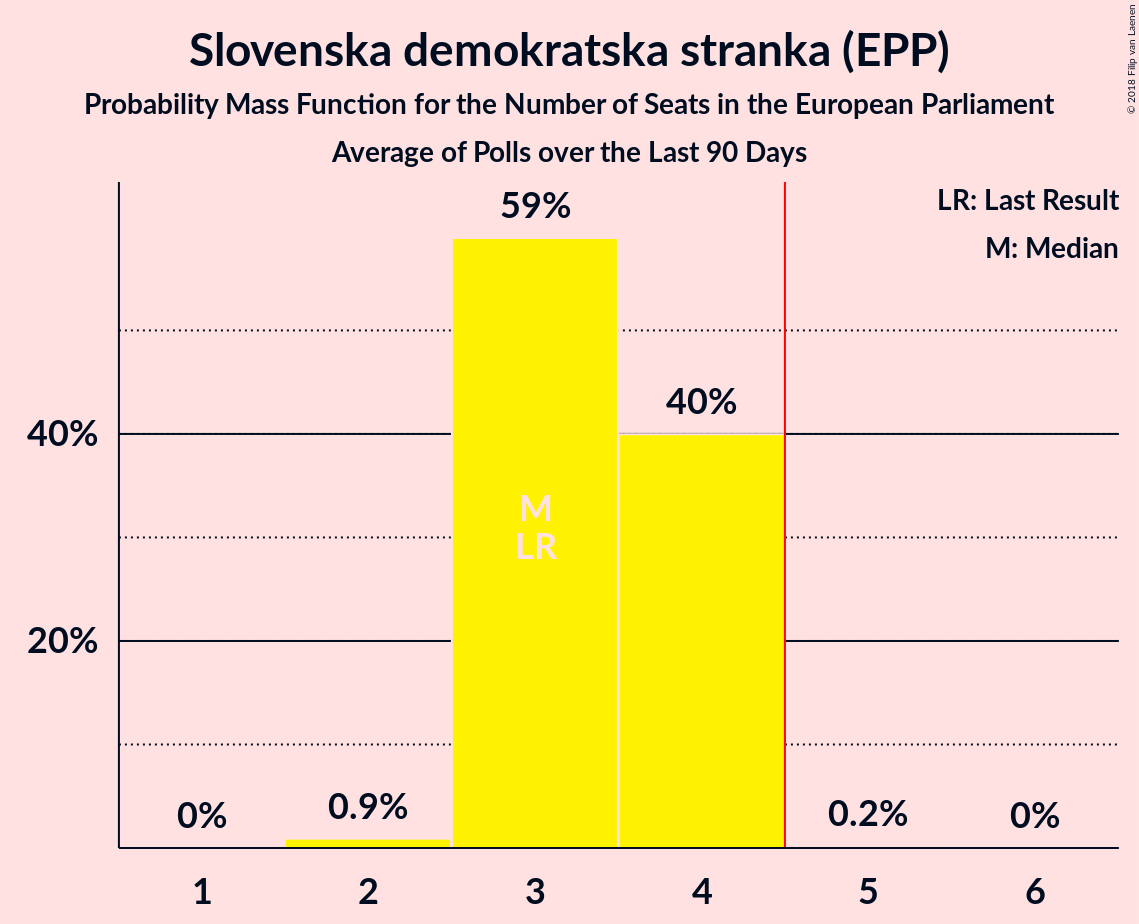 Slovenska demokratska stranka (EPP)
Probability Mass Function for the Number of Seats in the European Parliament
Average of Polls over the Last 90 Days
© 2018 Filip van Laenen
LR: Last Result
M: Median
59%
40%
40%
M
LR
20%
0%
0.9%
0.2%
0%
1 2 3 4 5 6